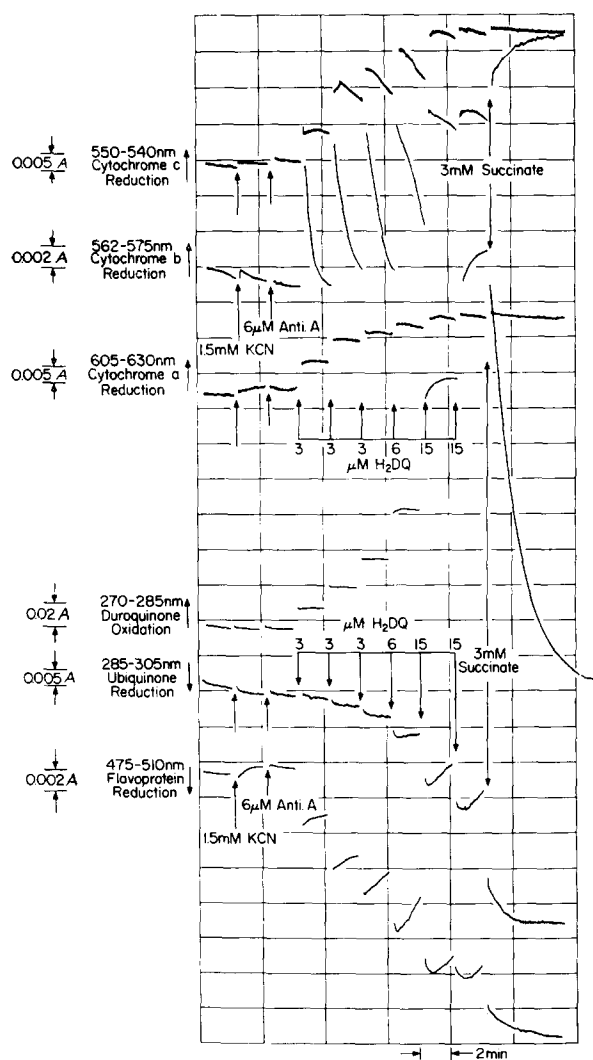 0.005 A
550-540nm
Cytochrome c
Reduction
3mM Succinate
0.002 A
562-575nm
Cytochrome b
Reduction
6μM Anti. A
1.5mM KCN
0.005 A
605-630nm
Cytochrome a
Reduction
3 3 3 6 15 15
μM H₂DQ
0.02 A
270-285nm
Duroquinone
Oxidation
μM H₂DQ
3 3 3 6 15 15
3mM
Succinate
0.005 A
285-305nm
Ubiquinone
Reduction
0.002 A
475-510nm
Flavoprotein
Reduction
6μM Anti. A
1.5mM KCN
2min